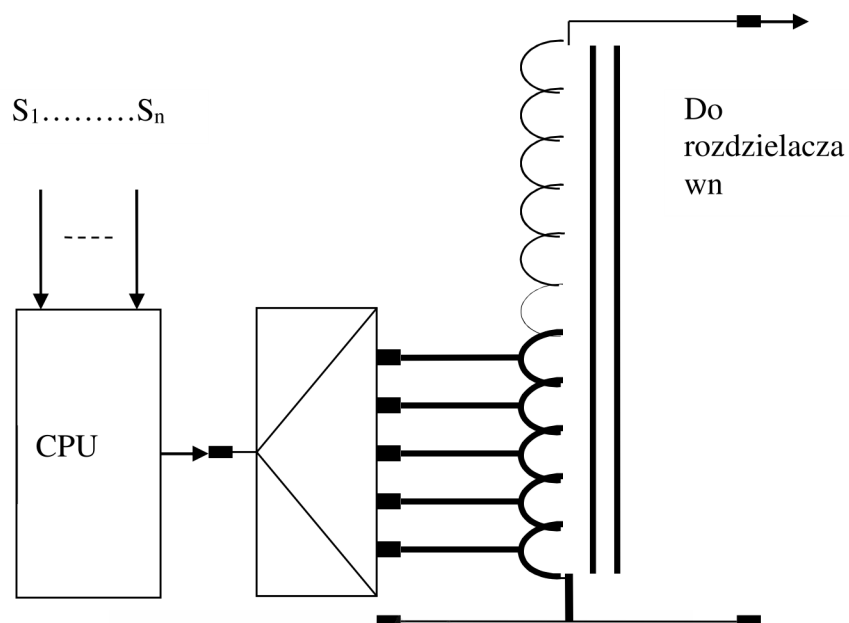 S₁.........Sₙ
Do
rozdzielacza
wn
CPU